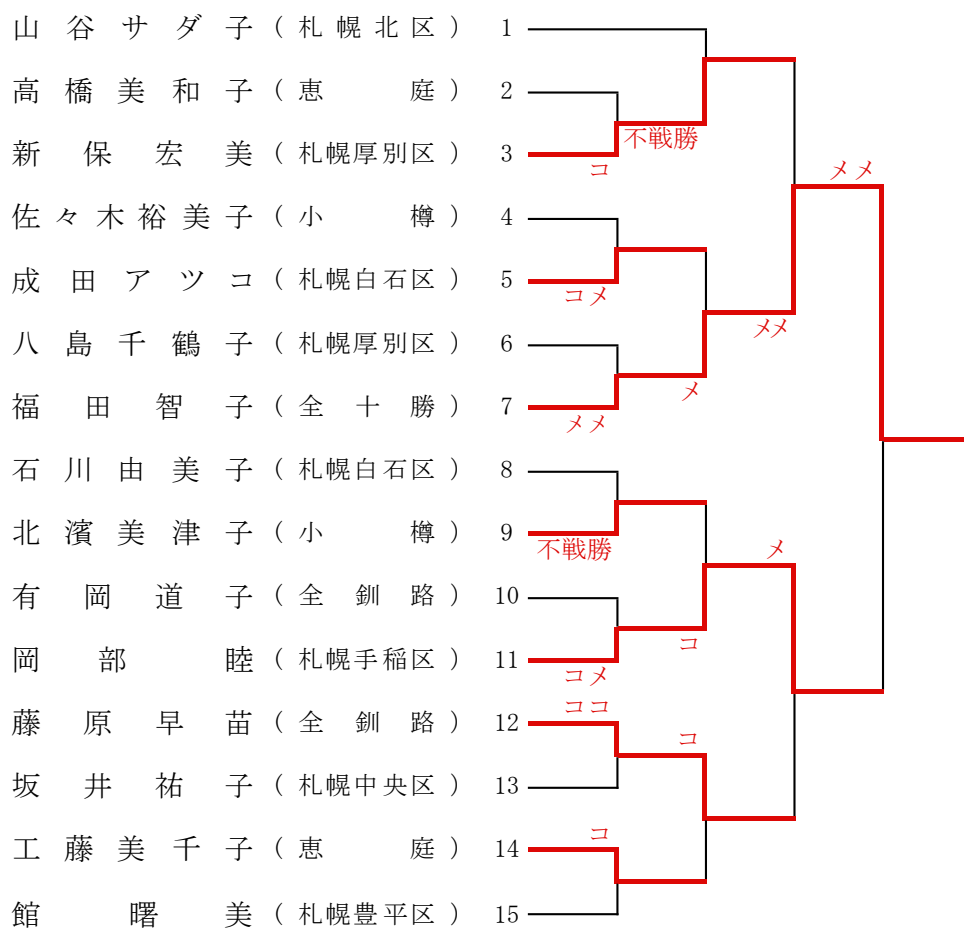 山谷サダ子（札幌北区）1
高橋美和子（恵庭）2
不戦勝
新保宏美（札幌厚別区）3
コ
メメ
佐々木裕美子（小樽）4
成田アツコ（札幌白石区）5
コメ
メメ
八島千鶴子（札幌厚別区）6
メ
福田智子（全十勝）7
メメ
石川由美子（札幌白石区）8
北濱美津子（小樽）9
不戦勝
メ
有岡道子（全釧路）10
コ
岡部睦（札幌手稲区）11
コメ
ココ
藤原早苗（全釧路）12
コ
坂井祐子（札幌中央区）13
コ
工藤美千子（恵庭）14
館曙美（札幌豊平区）15